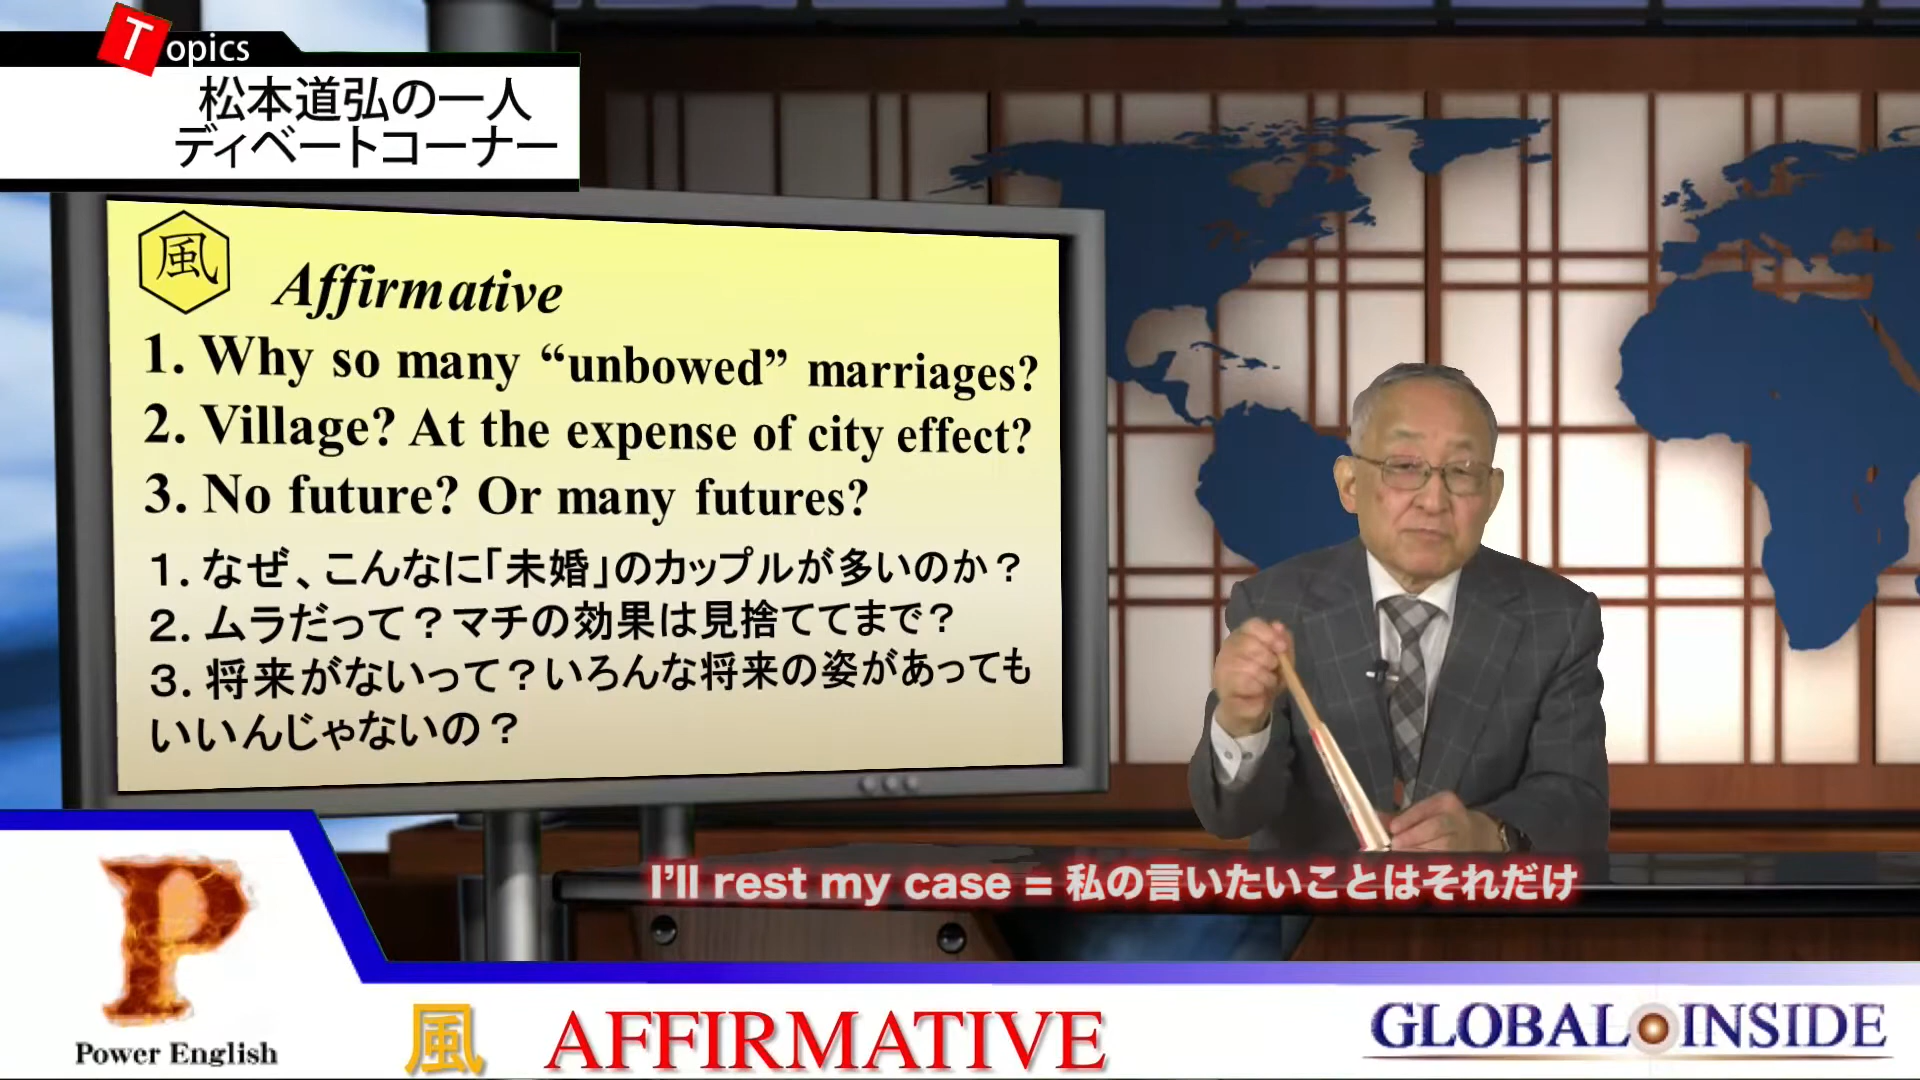 Topics
松本道弘の一人
ディベートコーナー
風
Affirmative
1. Why so many “unbowed” marriages?
2. Village? At the expense of city effect?
3. No future? Or many futures?
1. なぜ、こんなに「未婚」のカップルが多いのか？
2. ムラだって？マチの効果は見捨ててまで？
3. 将来がないって？いろんな将来の姿があっても
いいんじゃないの？
I’ll rest my case = 私の言いたいことはそれだけ
P
Power English
風 AFFIRMATIVE
GLOBAL INSIDE